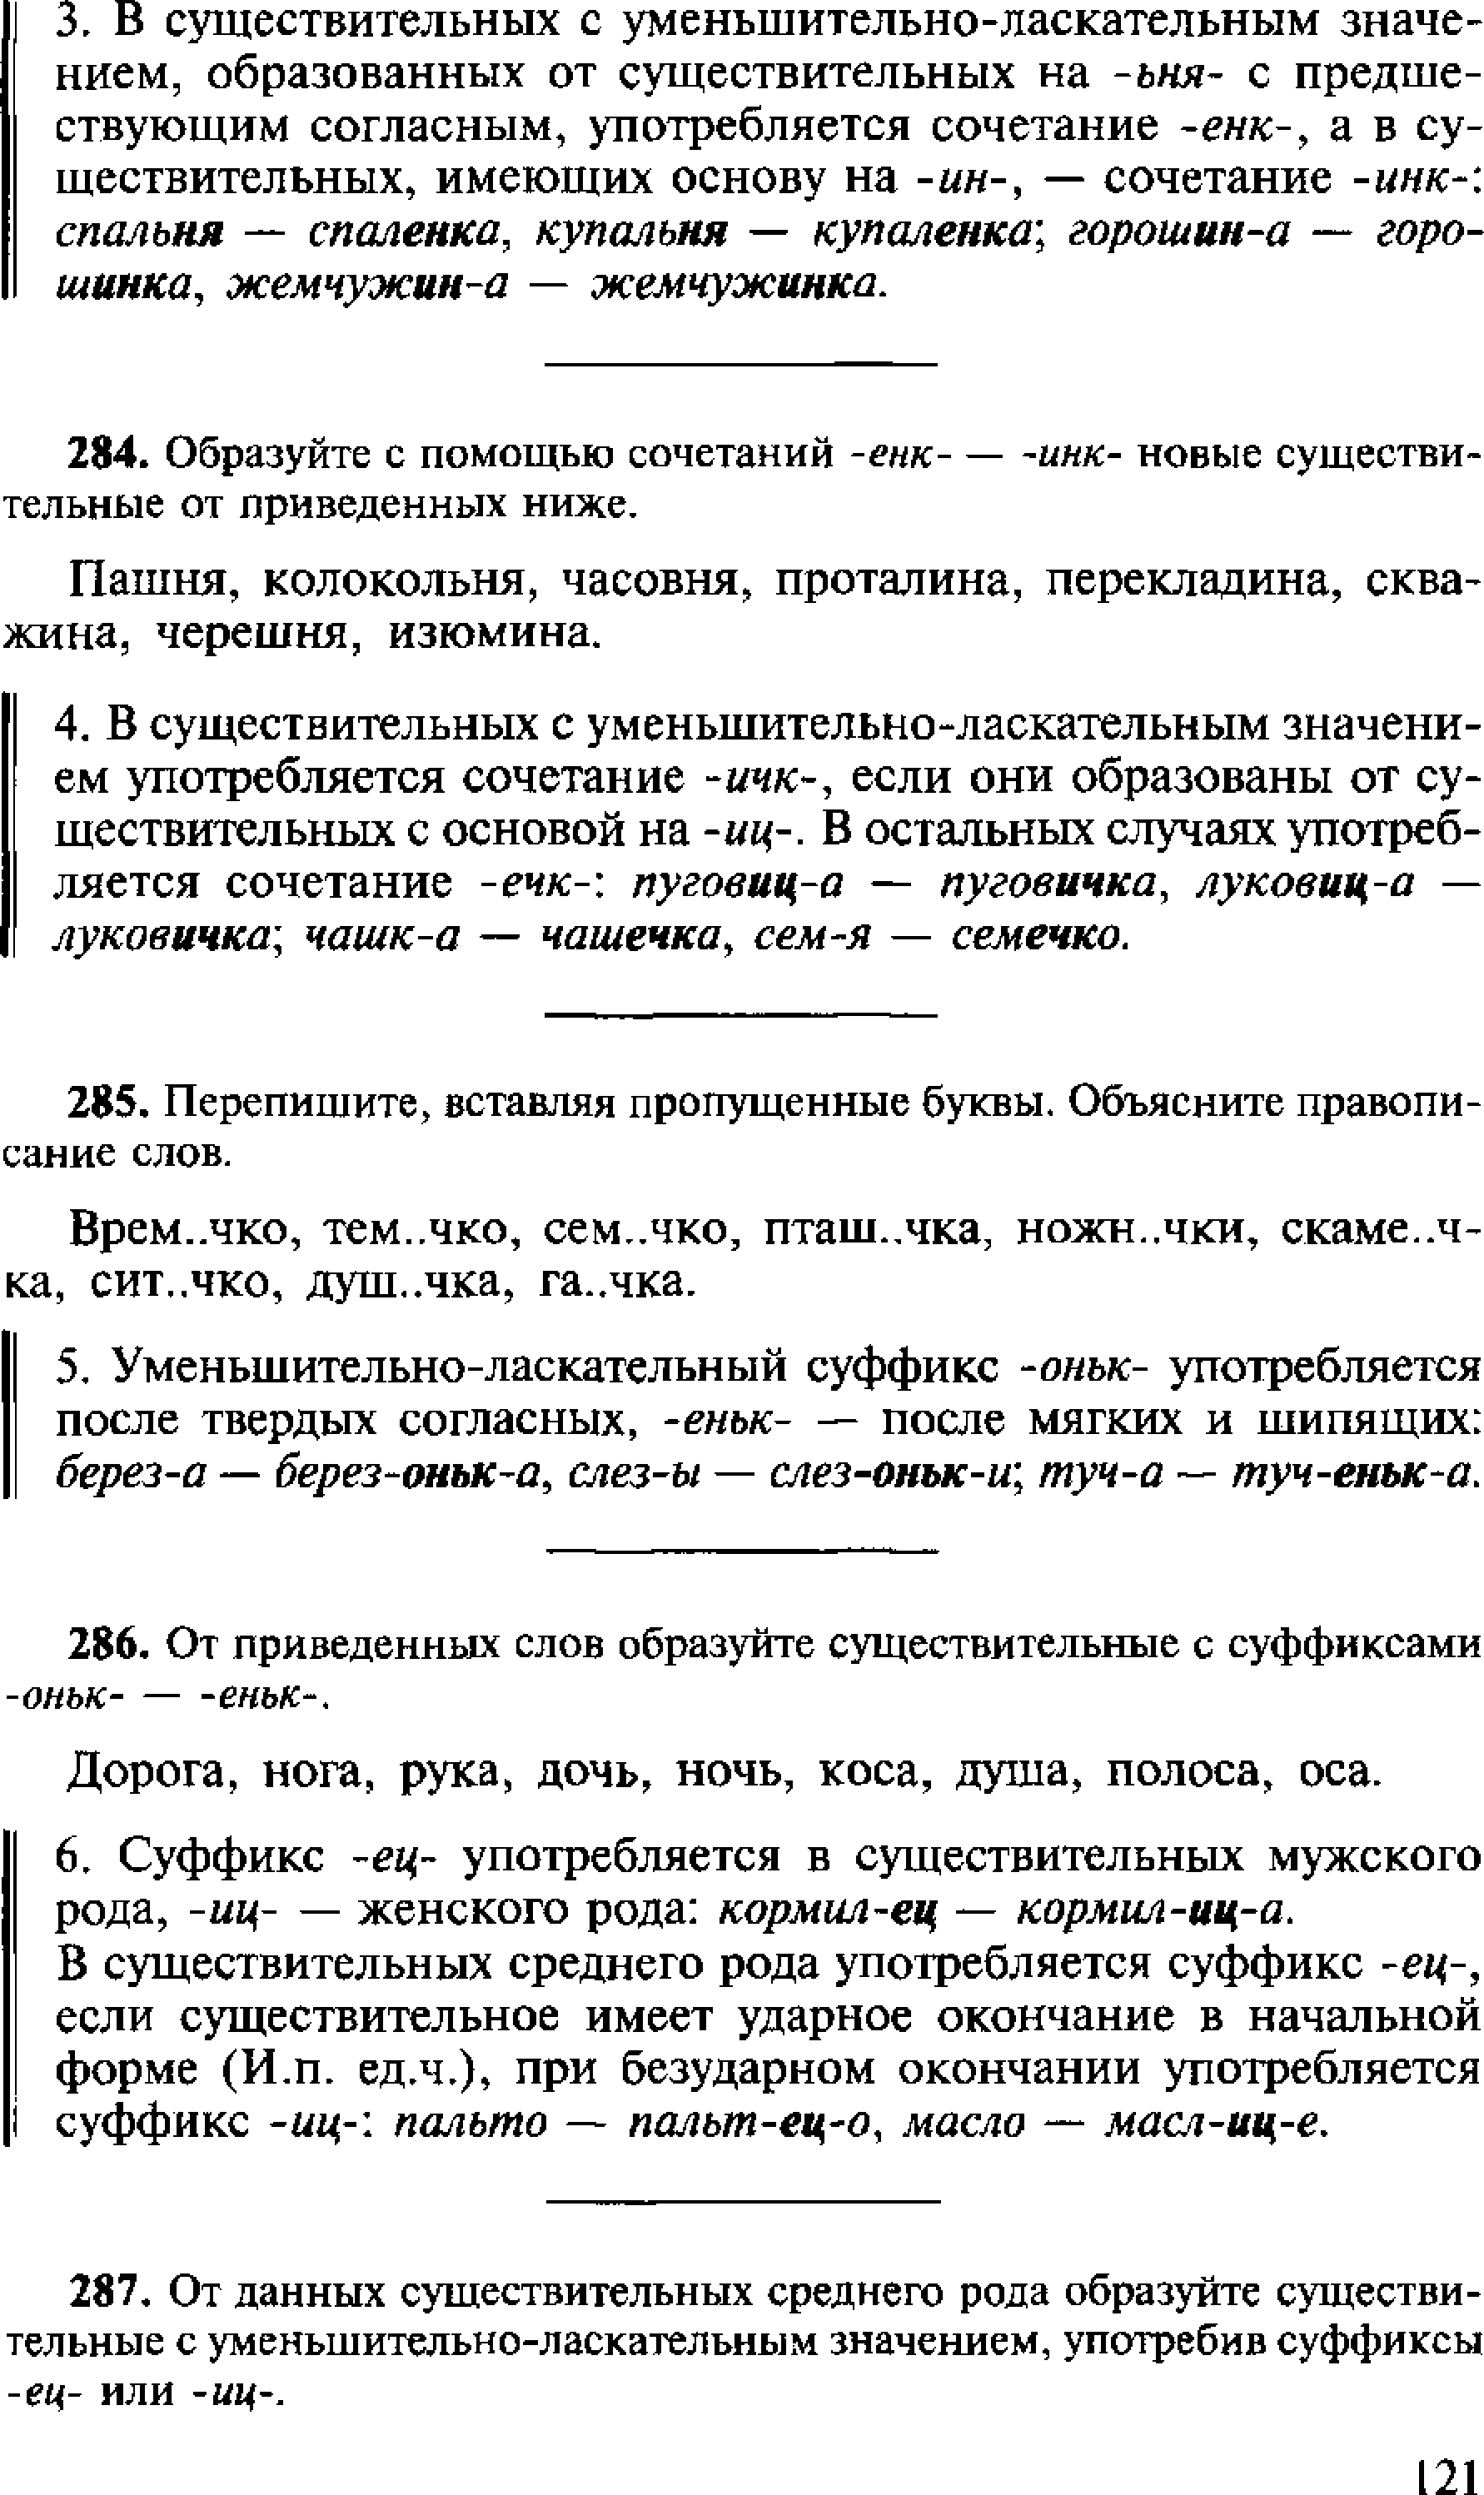 3. В существительных с уменьшительно-ласкательным значе-
нием, образованных от существительных на -ьня- с предше-
ствующим согласным, употребляется сочетание -енк-, а в су-
ществительных, имеющих основу на -ин-, — сочетание -инк-:
спальня — спаленка, купальня — купаленка; горошин-а — горо-
шинка, жемчужин-а — жемчужинка.
284. Образуйте с помощью сочетаний -енк- — -инк- новые существи-
тельные от приведенных ниже.
Пашня, колокольня, часовня, проталина, перекладина, сква-
жина, черешня, изюмина.
4. В существительных с уменьшительно-ласкательным значени-
ем употребляется сочетание -ичк-, если они образованы от су-
ществительных с основой на -иц-. В остальных случаях употреб-
ляется сочетание -ечк-: пуговиц-а — пуговичка, луковиц-а —
луковичка; чашк-а — чашечка, сем-я — семечко.
285. Перепишите, вставляя пропущенные буквы. Объясните правопи-
сание слов.
Врем..чко, тем..чко, сем..чко, пташ..чка, ножн..чки, скаме..ч-
ка, сит..чко, душ..чка, га..чка.
5. Уменьшительно-ласкательный суффикс -оньк- употребляется
после твердых согласных, -еньк- — после мягких и шипящих:
берез-а — берез-оньк-а, слез-ы — слез-оньк-и; туч-а — туч-еньк-а.
286. От приведенных слов образуйте существительные с суффиксами
-оньк- — -еньк-.
Дорога, нога, рука, дочь, ночь, коса, душа, полоса, оса.
6. Суффикс -ец- употребляется в существительных мужского
рода, -иц- — женского рода: кормил-ец — кормил-иц-а.
В существительных среднего рода употребляется суффикс -ец-,
если существительное имеет ударное окончание в начальной
форме (И.п. ед.ч.), при безударном окончании употребляется
суффикс -иц-: пальто — пальт-ец-о, масло — масл-иц-е.
287. От данных существительных среднего рода образуйте существи-
тельные с уменьшительно-ласкательным значением, употребив суффиксы
-ец- или -иц-.
121